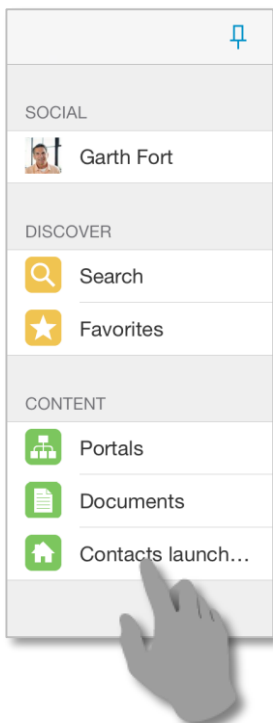 SOCIAL
Garth Fort
DISCOVER
Search
Favorites
CONTENT
Portals
Documents
Contacts launch...